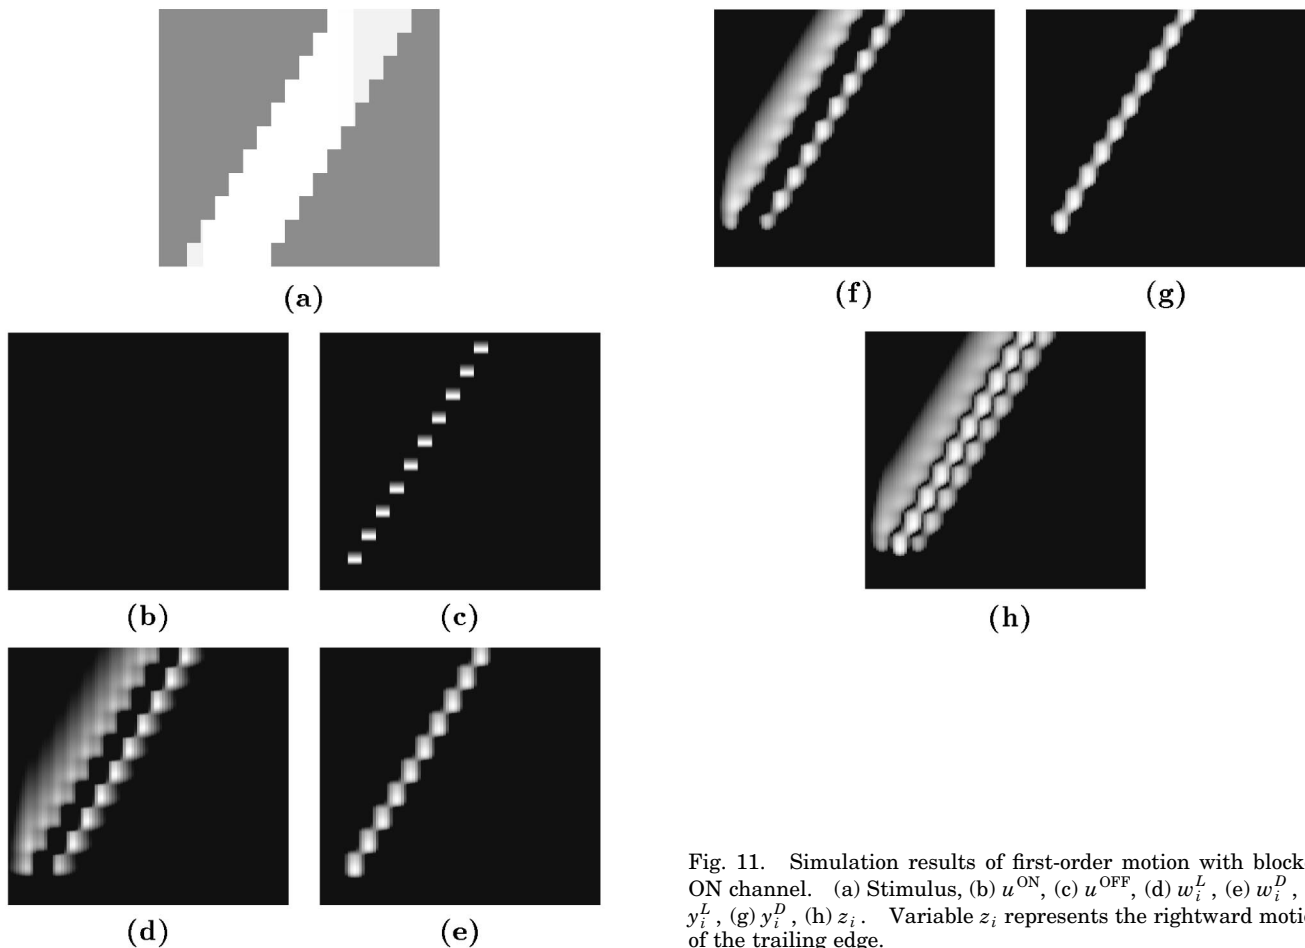 (a)
(b)
(c)
(d)
(e)
(f)
(g)
(h)
Fig. 11. Simulation results of first-order motion with block
ON channel. (a) Stimulus, (b) u^ON, (c) u^OFF, (d) w_i^L, (e) w_i^D,
y_i^L, (g) y_i^D, (h) z_i. Variable z_i represents the rightward motio
of the trailing edge.